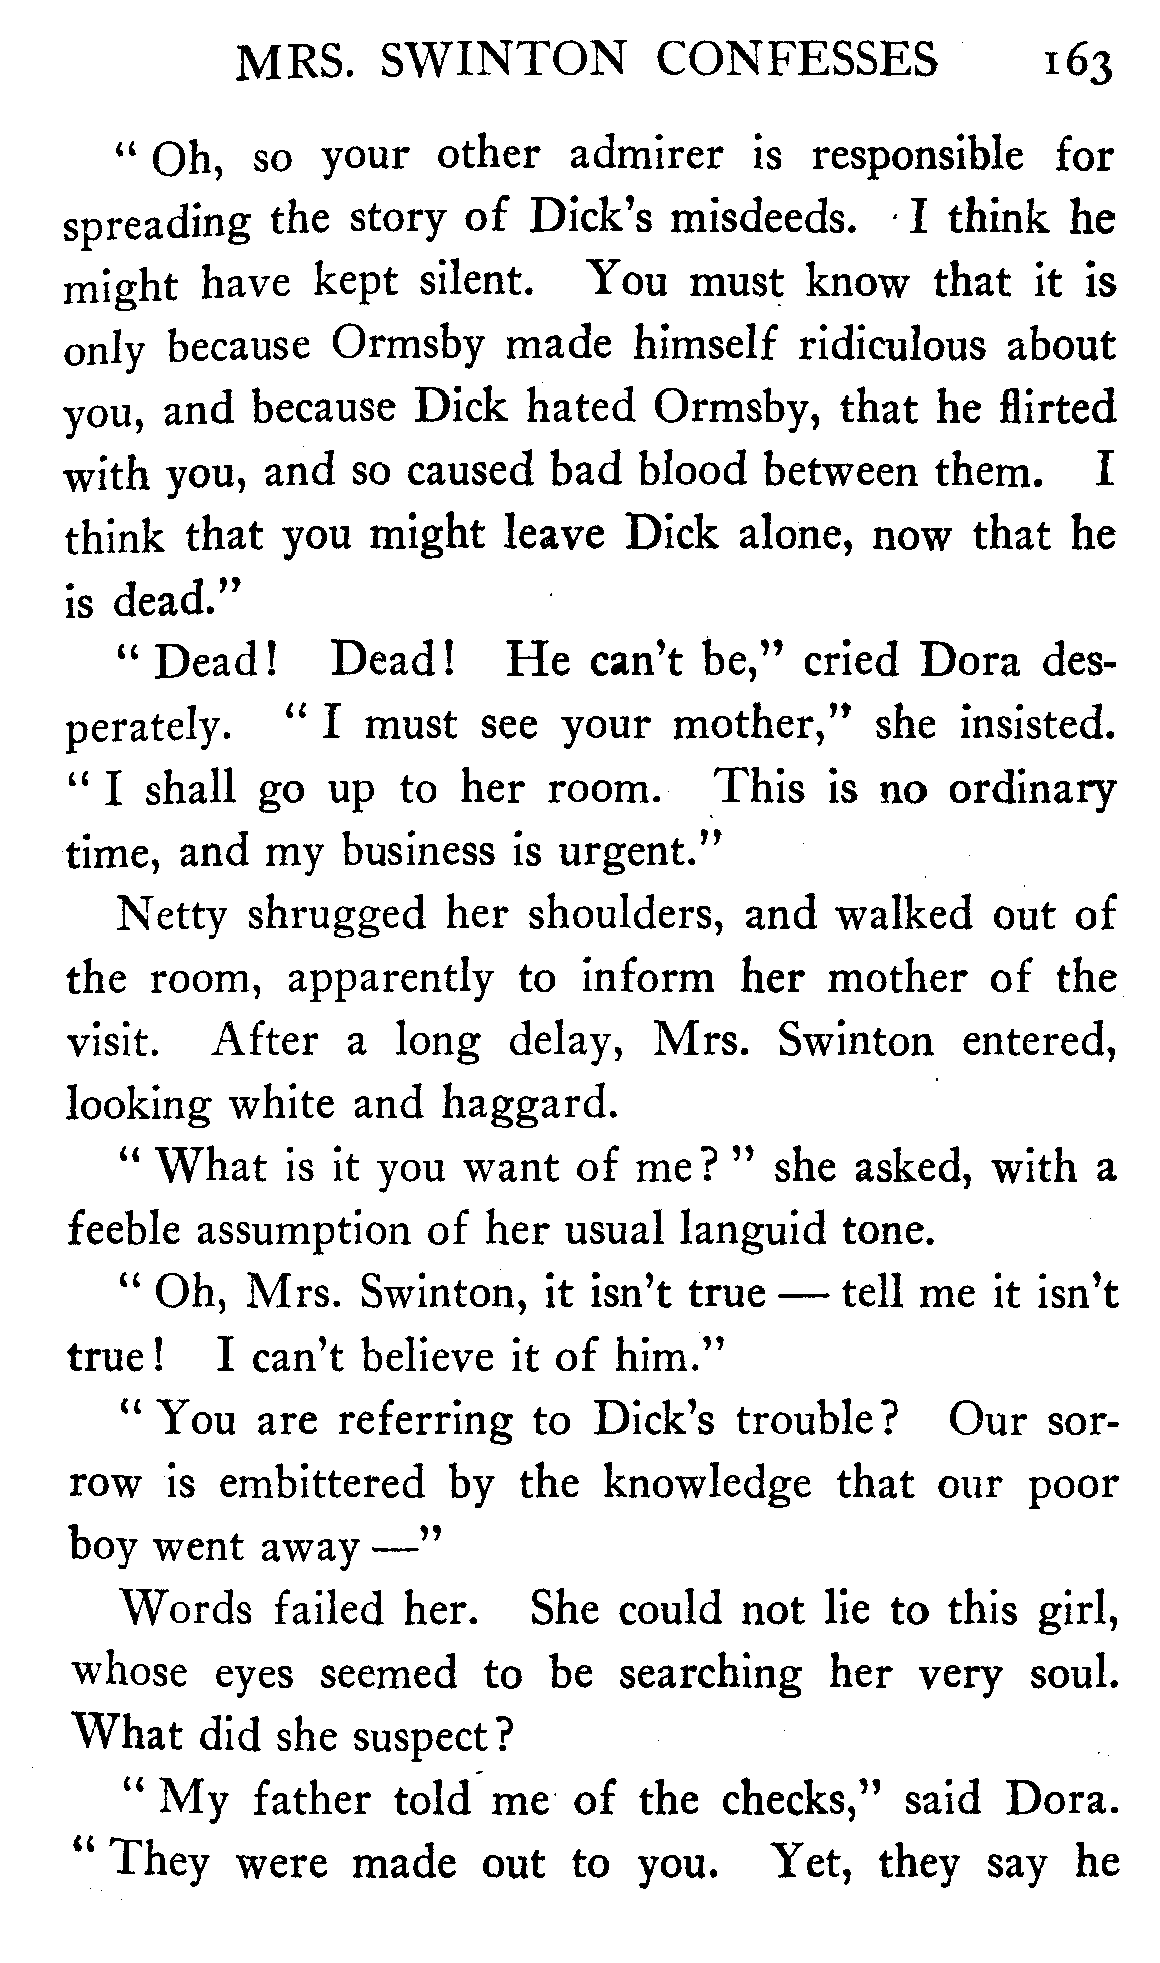 MRS. SWINTON CONFESSES 163
“ Oh, so your other admirer is responsible for
spreading the story of Dick’s misdeeds. I think he
might have kept silent. You must know that it is
only because Ormsby made himself ridiculous about
you, and because Dick hated Ormsby, that he flirted
with you, and so caused bad blood between them. I
think that you might leave Dick alone, now that he
is dead.”
“ Dead! Dead! He can’t be,” cried Dora des-
perately. “ I must see your mother,” she insisted.
“ I shall go up to her room. This is no ordinary
time, and my business is urgent.”
Netty shrugged her shoulders, and walked out of
the room, apparently to inform her mother of the
visit. After a long delay, Mrs. Swinton entered,
looking white and haggard.
“ What is it you want of me? ” she asked, with a
feeble assumption of her usual languid tone.
“ Oh, Mrs. Swinton, it isn’t true — tell me it isn’t
true! I can’t believe it of him.”
“ You are referring to Dick’s trouble? Our sor-
row is embittered by the knowledge that our poor
boy went away —”
Words failed her. She could not lie to this girl,
whose eyes seemed to be searching her very soul.
What did she suspect?
“ My father told me of the checks,” said Dora.
“ They were made out to you. Yet, they say he